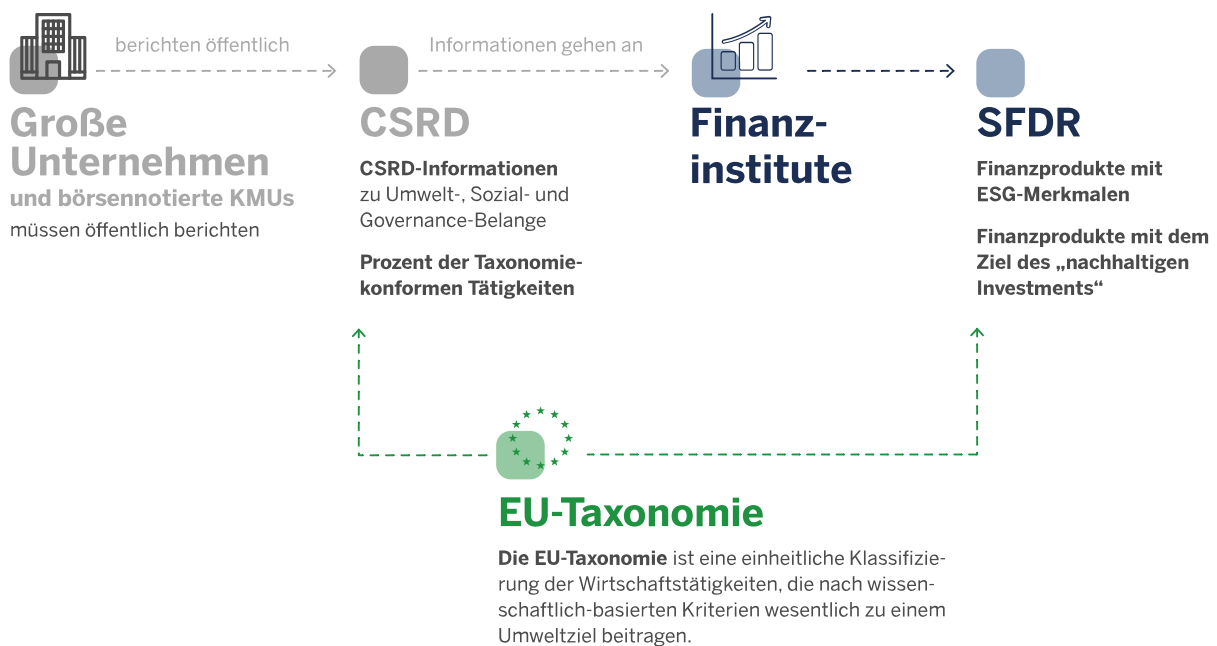 berichten öffentlich
Informationen gehen an
Große
Unternehmen
und börsennotierte KMUs
müssen öffentlich berichten
CSRD
CSRD-Informationen
zu Umwelt-, Sozial- und
Governance-Belange
Prozent der Taxonomie-
konformen Tätigkeiten
Finanz-
institute
SFDR
Finanzprodukte mit
ESG-Merkmalen
Finanzprodukte mit dem
Ziel des „nachhaltigen
Investments“
EU-Taxonomie
Die EU-Taxonomie ist eine einheitliche Klassifizie-
rung der Wirtschaftstätigkeiten, die nach wissen-
schaftlich-basierten Kriterien wesentlich zu einem
Umweltziel beitragen.